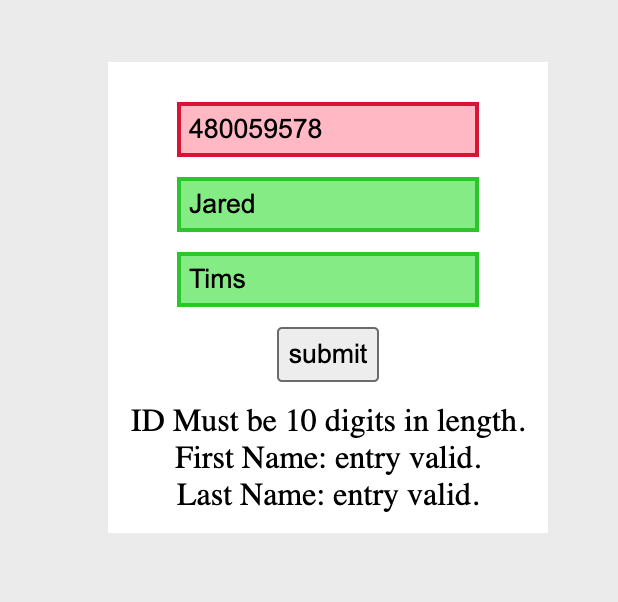 480059578
Jared
Tims
submit
ID Must be 10 digits in length.
First Name: entry valid.
Last Name: entry valid.